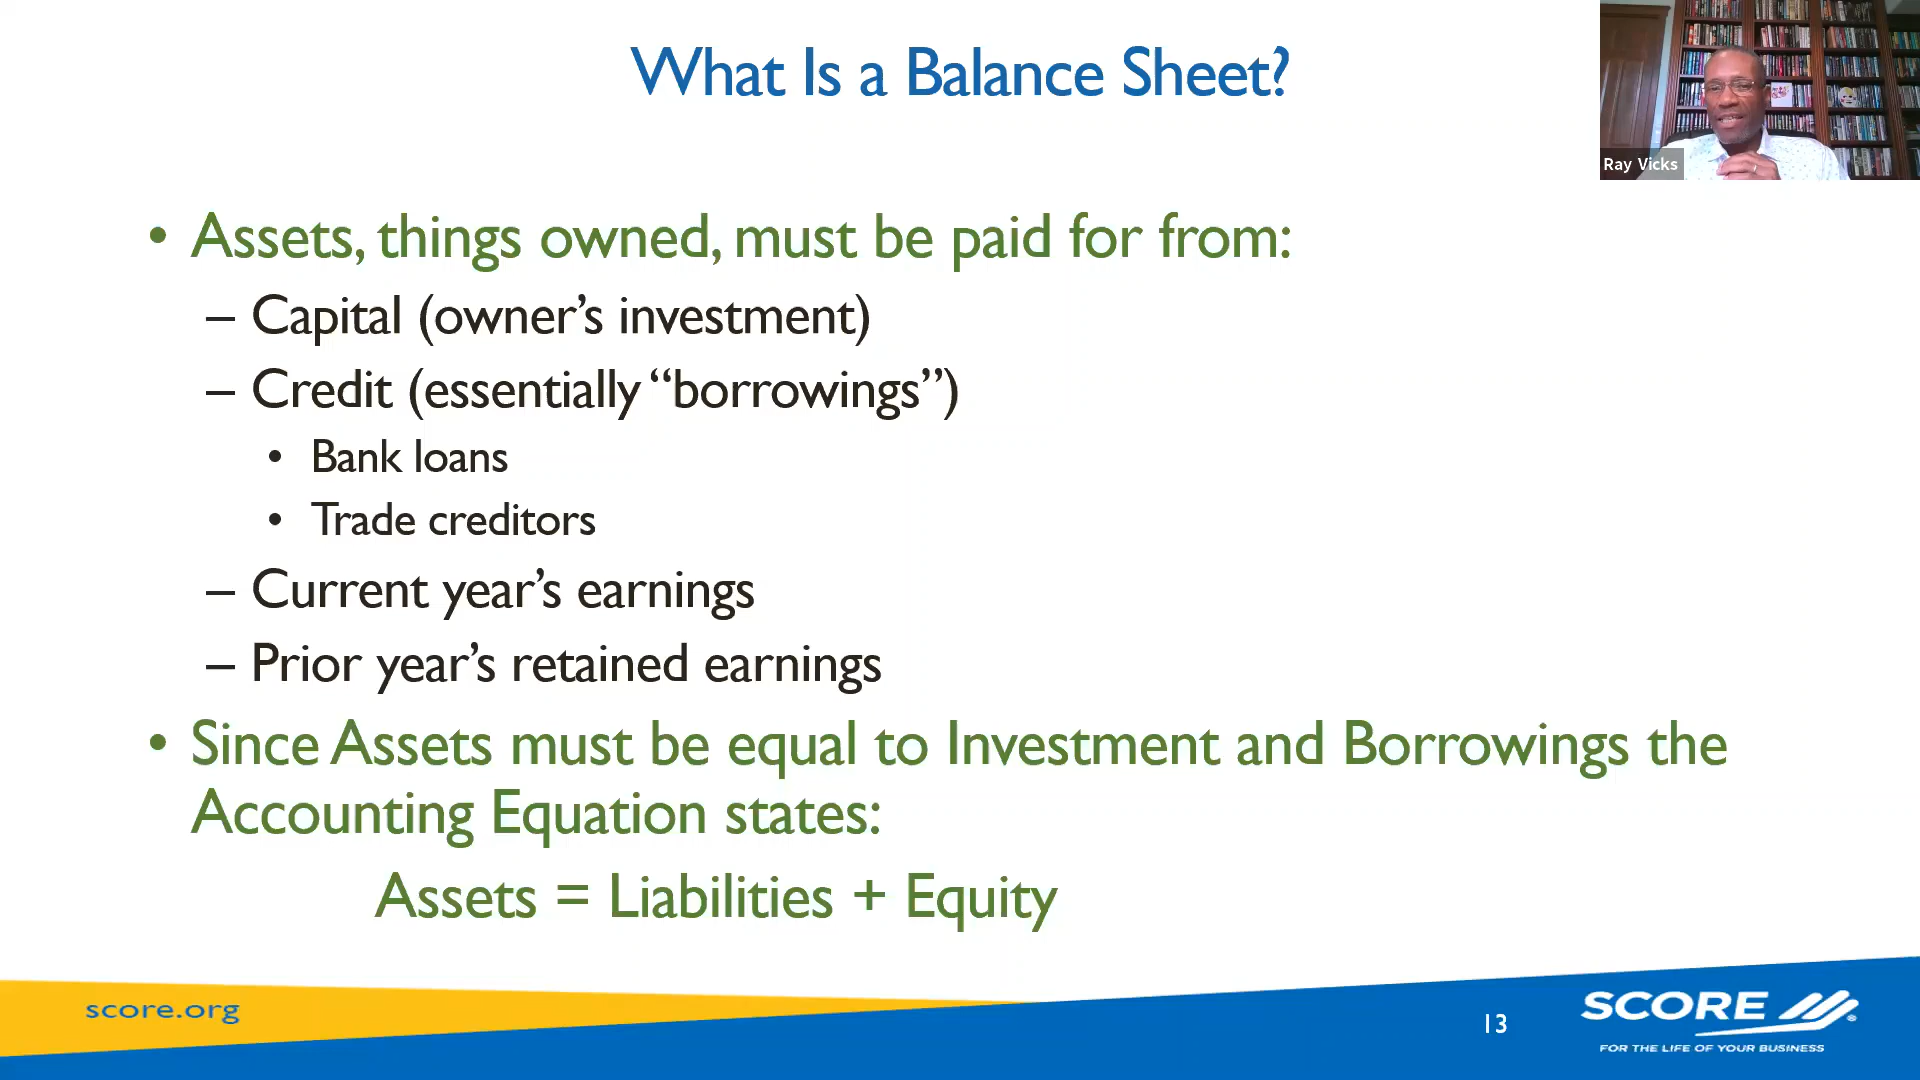 What Is a Balance Sheet?
Ray Vicks
• Assets, things owned, must be paid for from:
– Capital (owner’s investment)
– Credit (essentially “borrowings”)
• Bank loans
• Trade creditors
– Current year’s earnings
– Prior year’s retained earnings
• Since Assets must be equal to Investment and Borrowings the
Accounting Equation states:
Assets = Liabilities + Equity
score.org
13
SCORE
FOR THE LIFE OF YOUR BUSINESS